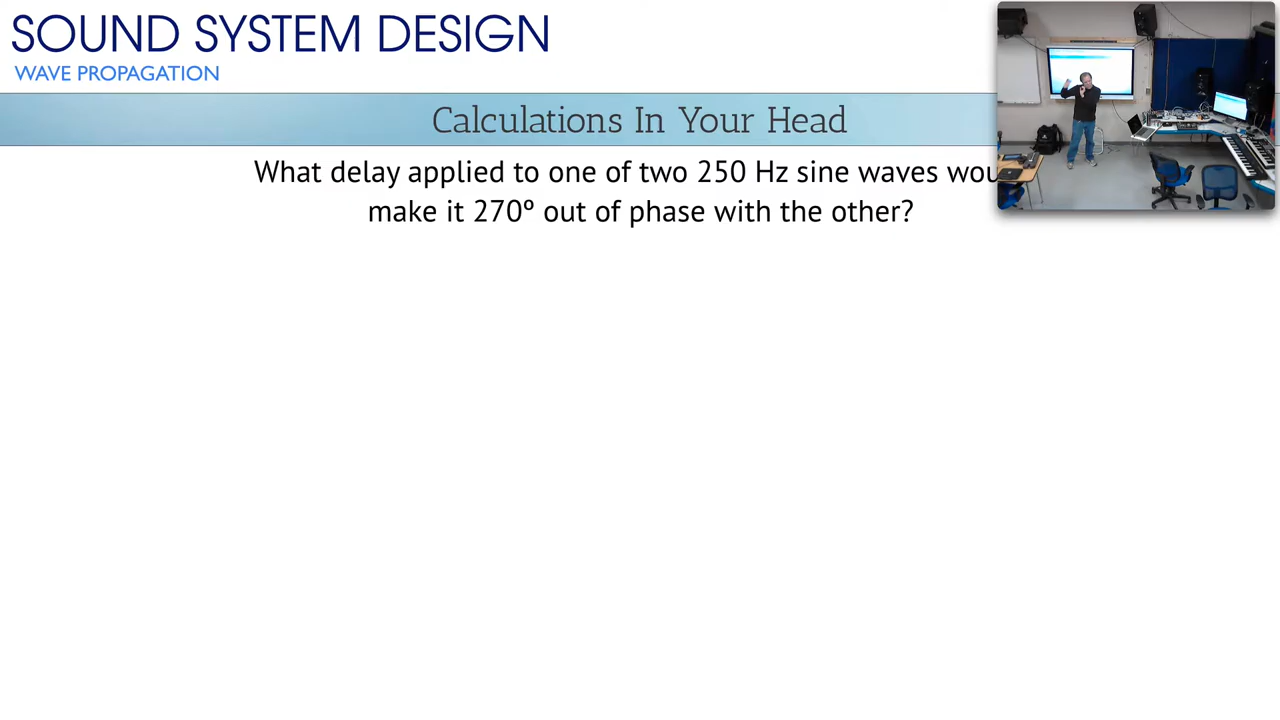 SOUND SYSTEM DESIGN
WAVE PROPAGATION
Calculations In Your Head
What delay applied to one of two 250 Hz sine waves
make it 270º out of phase with the other?